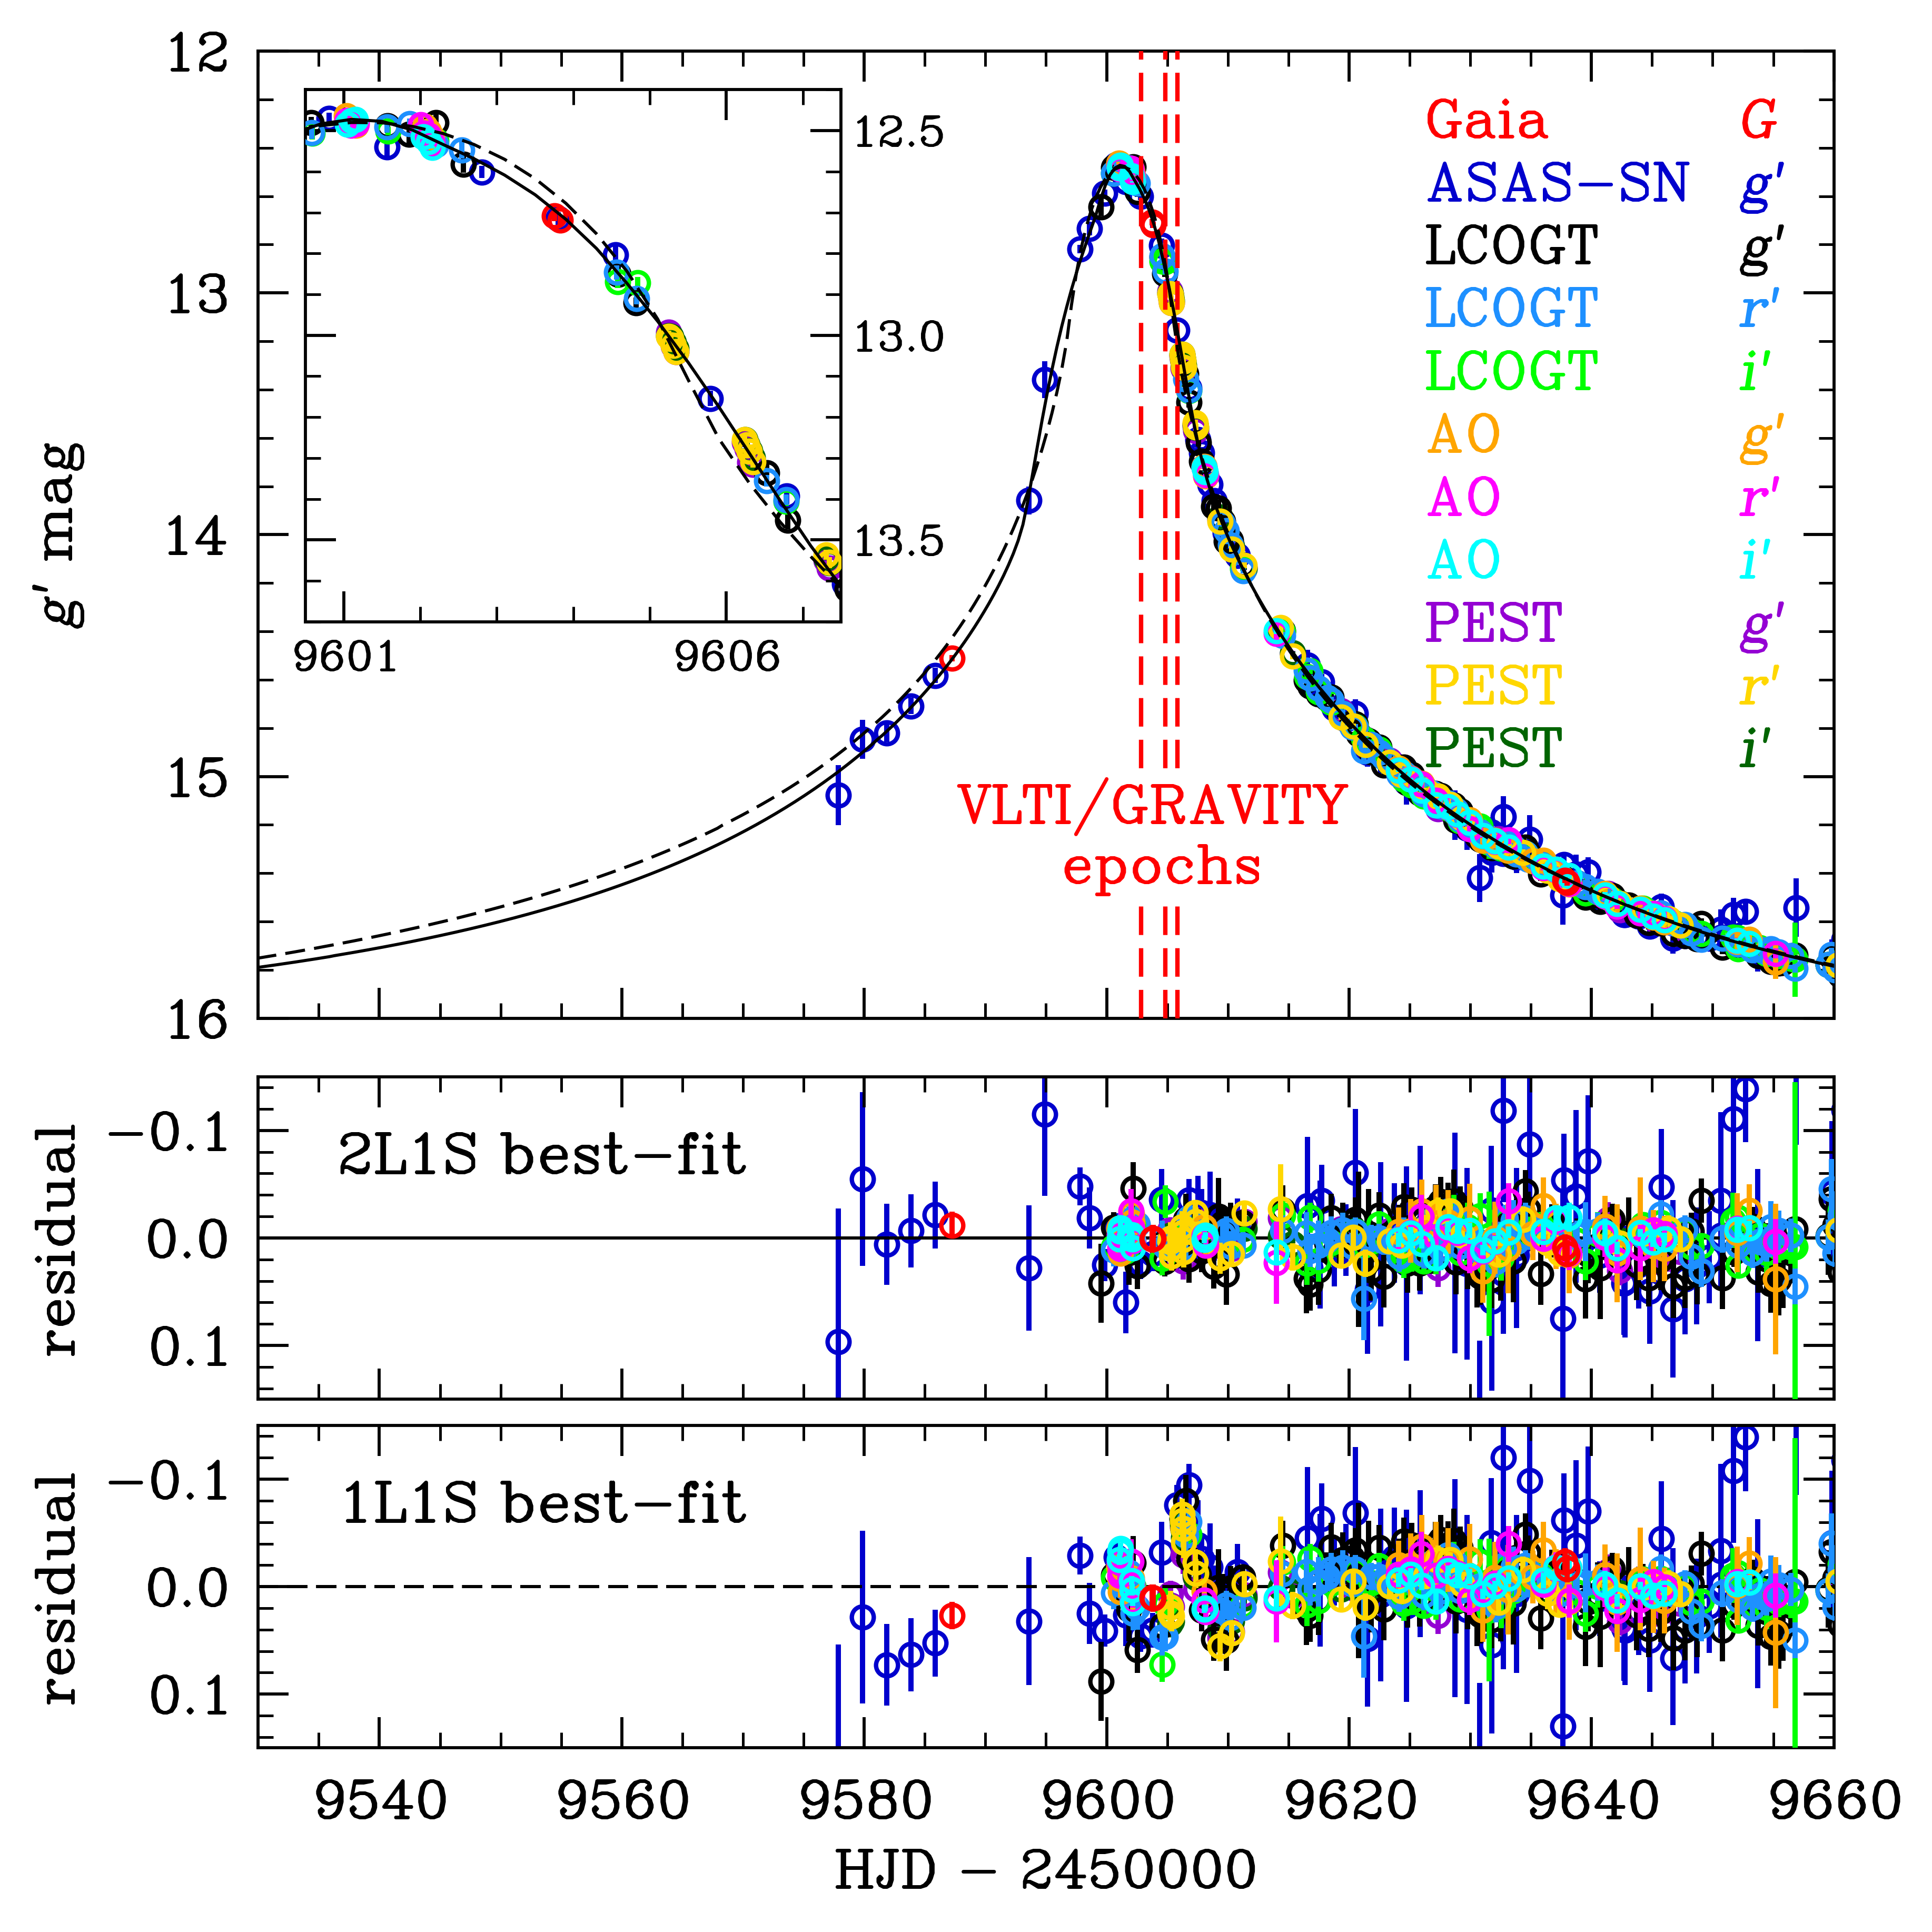 12
13
14
15
16
g′ mag
12.5
13.0
13.5
9601 9606
Gaia G
ASAS−SN g′
LCOGT g′
LCOGT r′
LCOGT i′
AO g′
AO r′
AO i′
PEST g′
PEST r′
PEST i′
VLTI/GRAVITY
epochs
−0.1
0.0
0.1
residual
2L1S best−fit
−0.1
0.0
0.1
residual
1L1S best−fit
9540 9560 9580 9600 9620 9640 9660
HJD − 2450000